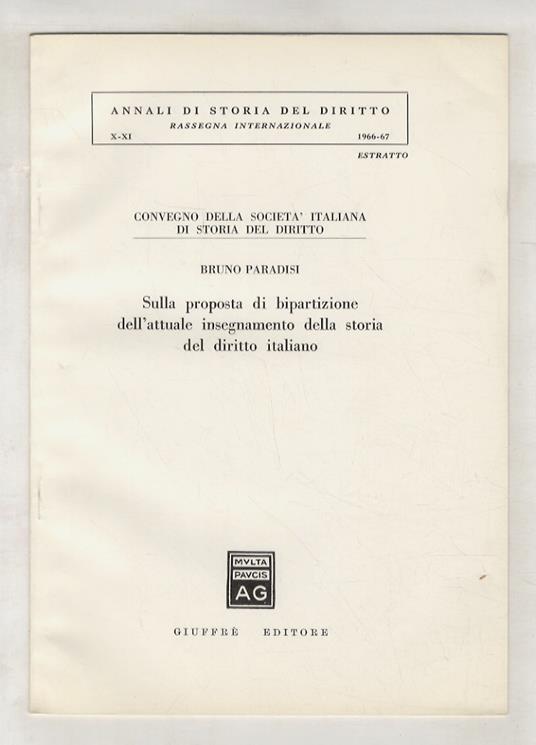 ANNALI DI STORIA DEL DIRITTO
RASSEGNA INTERNAZIONALE
X-XI 1966-67
ESTRATTO
CONVEGNO DELLA SOCIETA' ITALIANA
DI STORIA DEL DIRITTO
BRUNO PARADISI
Sulla proposta di bipartizione
dell'attuale insegnamento della storia
del diritto italiano
MVLTA
PAVCIS
AG
GIUFFRÈ EDITORE